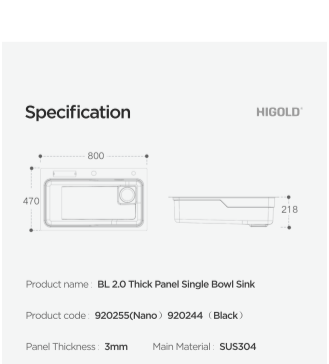 Specification
HIGOLD®
800
470
218
Product name : BL 2.0 Thick Panel Single Bowl Sink
Product code : 920255(Nano) 920244 (Black)
Panel Thickness : 3mm Main Material : SUS304